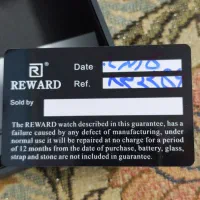 R
REWARD
Date
Ref.
Sold by
The REWARD watch described in this guarantee, has a
failure caused by any defect of manufacturing, under
normal use it will be repaired at no charge for a period
of 12 months from the date of purchase, battery, glass,
strap and stone are not included in guarantee.